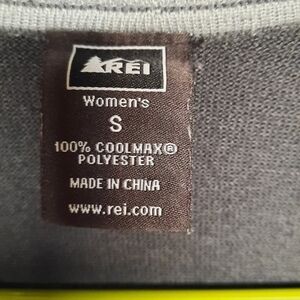 REI
Women's
S
100% COOLMAX®
POLYESTER
MADE IN CHINA
www.rei.com